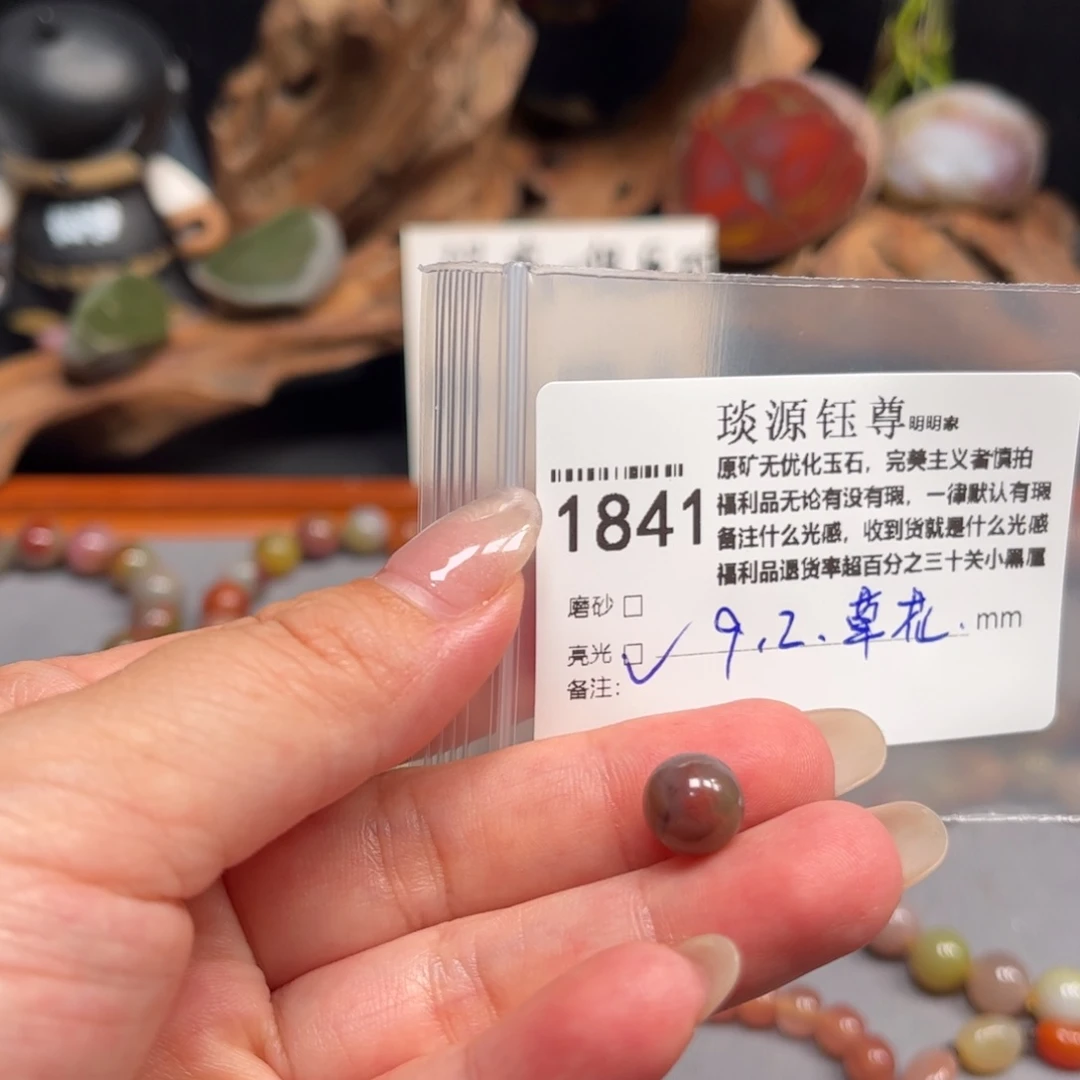 琰源钰尊明明家
原矿无优化玉石，完美主义者慎拍
1841
福利品无论有没有瑕，一律默认有瑕
备注什么光感，收到货就是什么光感
福利品退货率超百分之三十关小黑屋
磨砂 □
亮光 □ ✓ 9.2.草花. mm
备注：